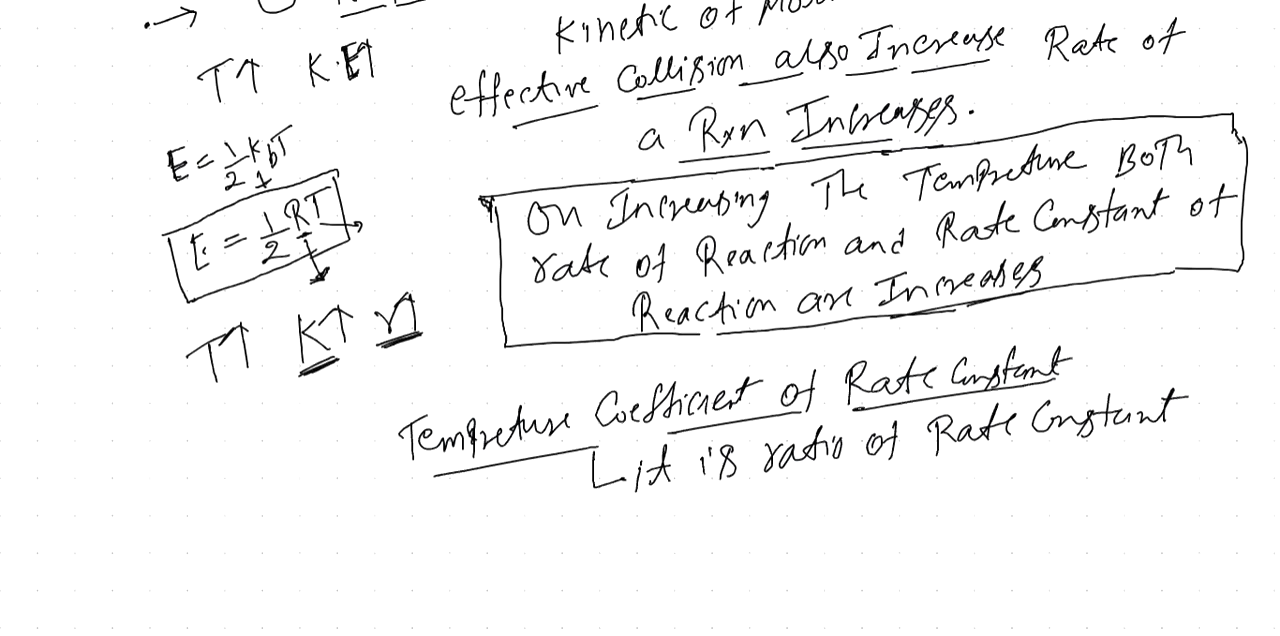 Kinetic of
T↑ K.E↑
effective Collision also Increase Rate of
a Rxn Increases.
E = 1/2 KbT
E = 1/2 RT
On Increasing The Tempreture Both
rate of Reaction and Rate Constant of
Reaction are Increases
T↑ K↑ r↑
Tempreture Coefficient of Rate Constant
it is ratio of Rate Constant